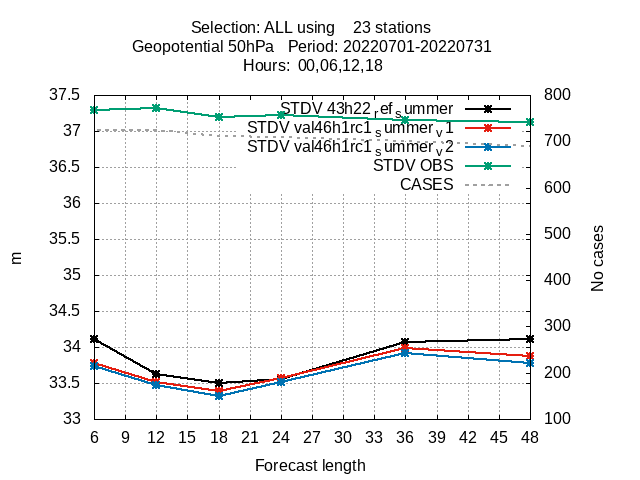 Selection: ALL using 23 stations
Geopotential 50hPa Period: 20220701-20220731
Hours: 00,06,12,18
37.5
37
36.5
36
35.5
35
34.5
34
33.5
33
800
700
600
500
400
300
200
100
m
No cases
STDV 43h22_ref_summer
STDV val46h1rc1_summer_v1
STDV val46h1rc1_summer_v2
STDV OBS
CASES
6 9 12 15 18 21 24 27 30 33 36 39 42 45 48
Forecast length